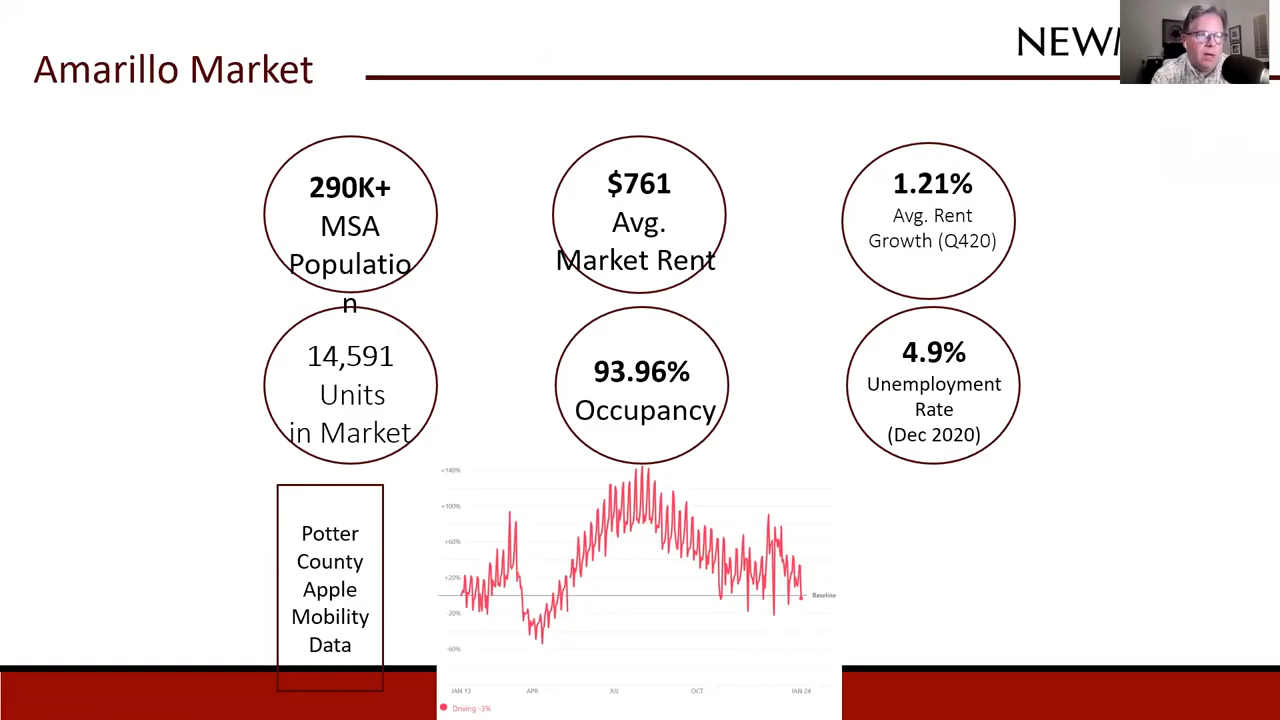 Amarillo Market
290K+
MSA
Populatio
n
$761
Avg.
Market Rent
1.21%
Avg. Rent
Growth (Q420)
14,591
Units
in Market
93.96%
Occupancy
4.9%
Unemployment
Rate
(Dec 2020)
Potter
County
Apple
Mobility
Data
+140%
+100%
+60%
+20%
-20%
-60%
Baseline
JAN 13
APR
JUL
OCT
JAN 24
Driving -3%